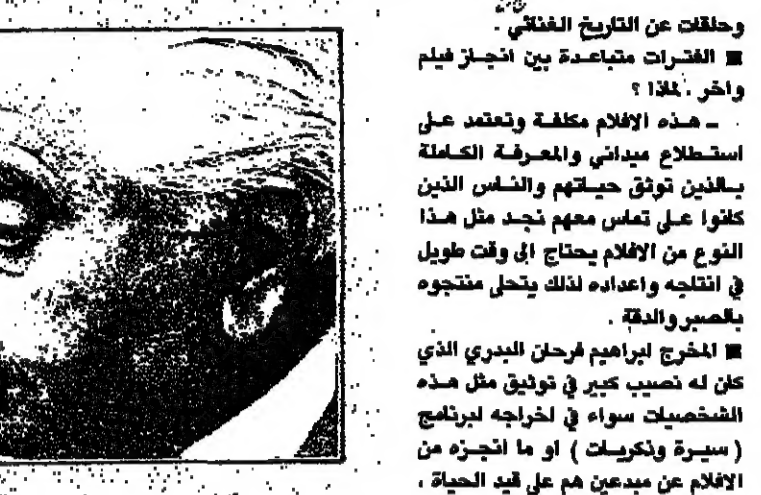 وحلقات عن التاريخ الغنائي .
■ الفترات متباعدة بين انجاز فيلم
واخر . لماذا ؟
ـ هذه الافلام مكلفة وتعتمد على
استطلاع ميداني والمعرفة الكاملة
بالذين توثق حياتهم والناس الذين
كانوا على تماس معهم نجد مثل هذا
النوع من الافلام يحتاج الى وقت طويل
في انتاجه واعداده لذلك يتحلى منتجوه
بالصبر والدقة .
■ المخرج ابراهيم فرحان البدري الذي
كان له نصيب كبير في توثيق مثل هذه
الشخصيات سواء في اخراجه لبرنامج
( سيرة وذكريات ) او ما انجزه من
الافلام عن مبدعين هم على قيد الحياة ،